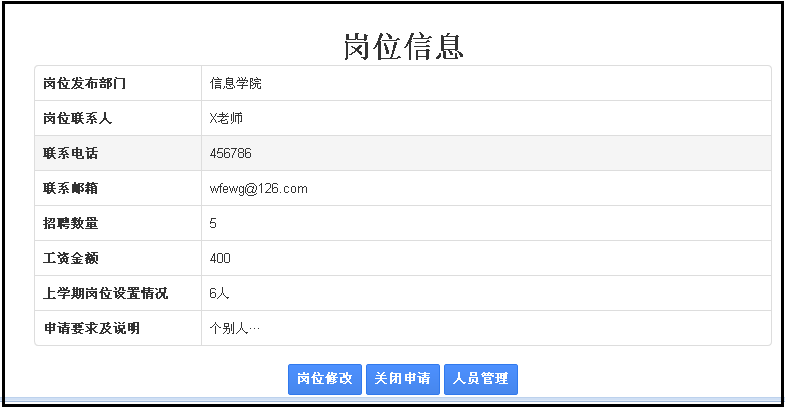 岗位信息
岗位发布部门 信息学院
岗位联系人 X老师
联系电话 456786
联系邮箱 wfewg@126.com
招聘数量 5
工资金额 400
上学期岗位设置情况 6人
申请要求及说明 个别人…
岗位修改 关闭申请 人员管理